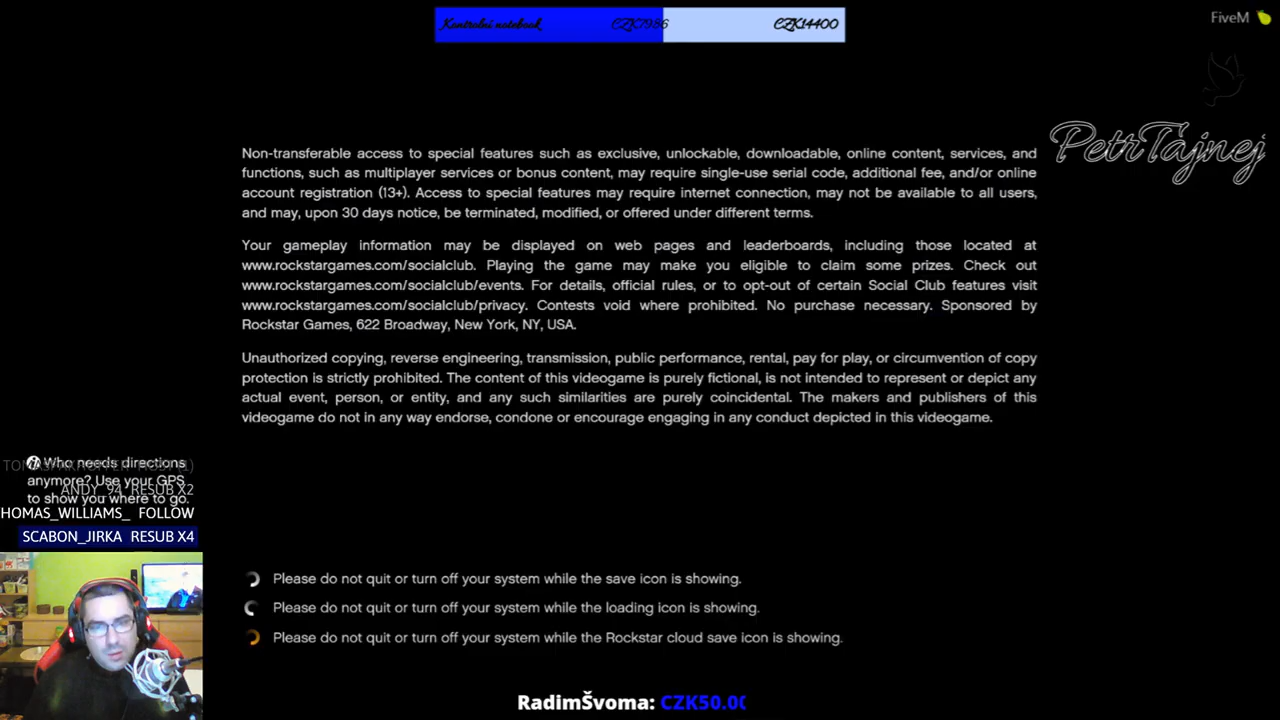 Kontrolní notebook CZK7986 CZK14400
FiveM
PetrTajnej
Non-transferable access to special features such as exclusive, unlockable, downloadable, online content, services, and
functions, such as multiplayer services or bonus content, may require single-use serial code, additional fee, and/or online
account registration (13+). Access to special features may require internet connection, may not be available to all users,
and may, upon 30 days notice, be terminated, modified, or offered under different terms.
Your gameplay information may be displayed on web pages and leaderboards, including those located at
www.rockstargames.com/socialclub. Playing the game may make you eligible to claim some prizes. Check out
www.rockstargames.com/socialclub/events. For details, official rules, or to opt-out of certain Social Club features visit
www.rockstargames.com/socialclub/privacy. Contests void where prohibited. No purchase necessary. Sponsored by
Rockstar Games, 622 Broadway, New York, NY, USA.
Unauthorized copying, reverse engineering, transmission, public performance, rental, pay for play, or circumvention of copy
protection is strictly prohibited. The content of this videogame is purely fictional, is not intended to represent or depict any
actual event, person, or entity, and any such similarities are purely coincidental. The makers and publishers of this
videogame do not in any way endorse, condone or encourage engaging in any conduct depicted in this videogame.
Who needs directions
anymore? Use your GPS
to show you where to go.
ANDY_94 RESUB X2
HOMAS_WILLIAMS_ FOLLOW
SCABON_JIRKA RESUB X4
Please do not quit or turn off your system while the save icon is showing.
Please do not quit or turn off your system while the loading icon is showing.
Please do not quit or turn off your system while the Rockstar cloud save icon is showing.
RadimŠvoma: CZK50.00